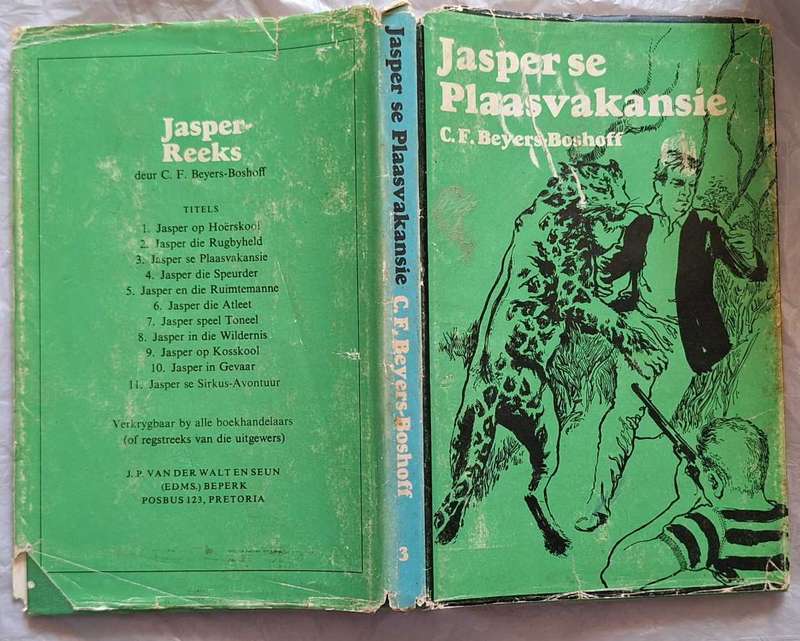 Jasper-
Reeks
deur C. F. Beyers-Boshoff
TITELS
1. Jasper op Hoërskool
2. Jasper die Rugbyheld
3. Jasper se Plaasvakansie
4. Jasper die Speurder
5. Jasper en die Ruimtemanne
6. Jasper die Atleet
7. Jasper speel Toneel
8. Jasper in die Wildernis
9. Jasper op Kosskool
10. Jasper in Gevaar
11. Jasper se Sirkus-Avontuur
Verkrygbaar by alle boekhandelaars
(of regstreeks van die uitgewers)
J. P. VAN DER WALT EN SEUN
(EDMS.) BEPERK
POSBUS 123, PRETORIA
Jasper se Plaasvakansie C. F. Beyers-Boshoff
3
Jasper se
Plaasvakansie
C. F. Beyers-Boshoff